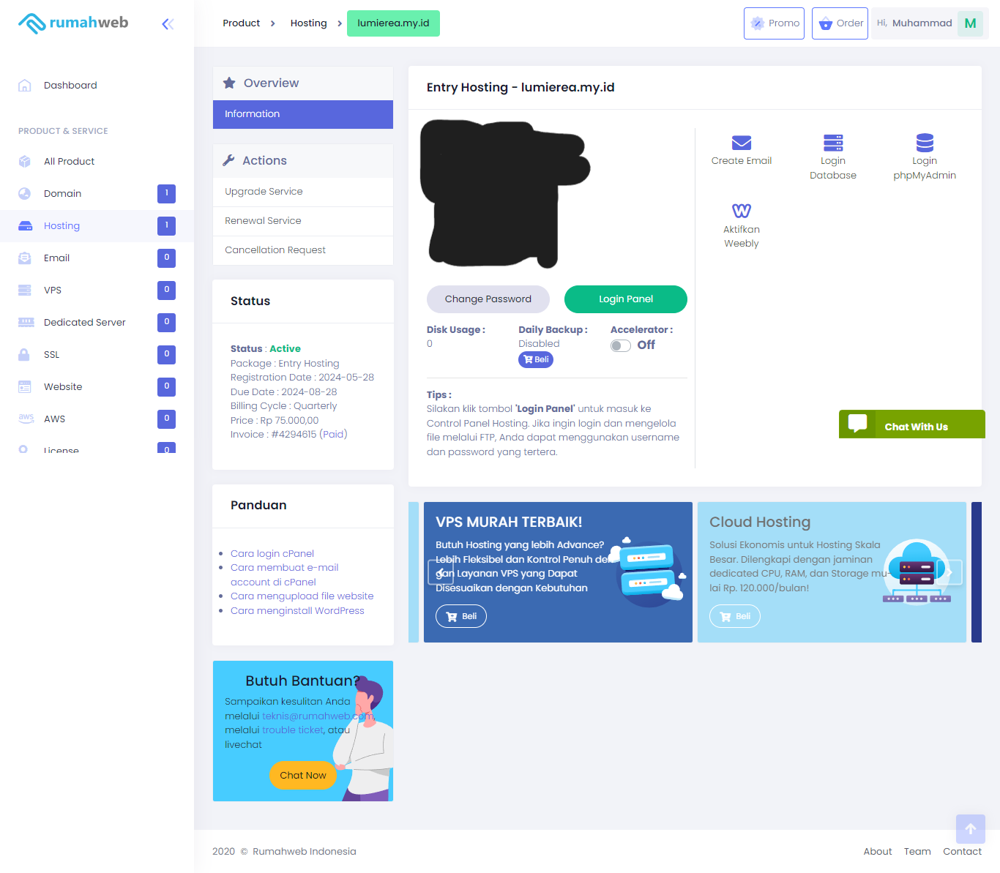 rumahweb
Product
Hosting
lumierea.my.id
Promo
Order
Hi, Muhammad
M
Dashboard
PRODUCT & SERVICE
All Product
Domain 1
Hosting 1
Email 0
VPS 0
Dedicated Server 0
SSL 0
Website 0
aws AWS 0
License 0
Overview
Information
Actions
Upgrade Service
Renewal Service
Cancellation Request
Status
Status : Active
Package : Entry Hosting
Registration Date : 2024-05-28
Due Date : 2024-08-28
Billing Cycle : Quarterly
Price : Rp 75.000,00
Invoice : #4294615 (Paid)
Panduan
Cara login cPanel
Cara membuat e-mail
account di cPanel
Cara mengupload file website
Cara menginstall WordPress
Butuh Bantuan?
Sampaikan kesulitan Anda
melalui teknis@rumahweb.com,
melalui trouble ticket, atau
livechat
Chat Now
Entry Hosting - lumierea.my.id
Change Password
Login Panel
Disk Usage :
0
Daily Backup :
Disabled
Beli
Accelerator :
Off
Tips :
Silakan klik tombol 'Login Panel' untuk masuk ke
Control Panel Hosting. Jika ingin login dan mengelola
file melalui FTP, Anda dapat menggunakan username
dan password yang tertera.
Create Email
Login
Database
Login
phpMyAdmin
Aktifkan
Weebly
Chat With Us
VPS MURAH TERBAIK!
Butuh Hosting yang lebih Advance?
Lebih Fleksibel dan Kontrol Penuh den-
gan Layanan VPS yang Dapat
Disesuaikan dengan Kebutuhan
Beli
Cloud Hosting
Solusi Ekonomis untuk Hosting Skala
Besar. Dilengkapi dengan jaminan
dedicated CPU, RAM, dan Storage mu-
lai Rp. 120.000/bulan!
Beli
2020 © Rumahweb Indonesia
About
Team
Contact